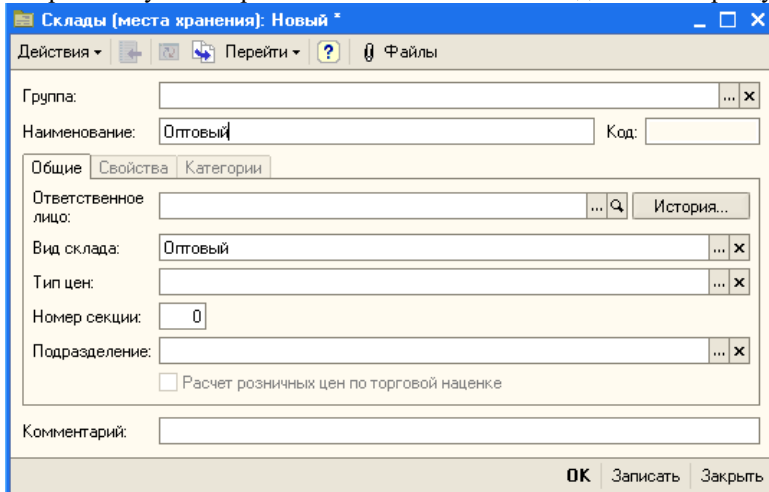 Склады (места хранения): Новый *
Действия Перейти ? Файлы
Группа: ... x
Наименование: Оптовый Код:
Общие Свойства Категории
Ответственное лицо: ... История...
Вид склада: Оптовый ... x
Тип цен: ... x
Номер секции: 0
Подразделение: ... x
Расчет розничных цен по торговой наценке
Комментарий:
OK Записать Закрыть